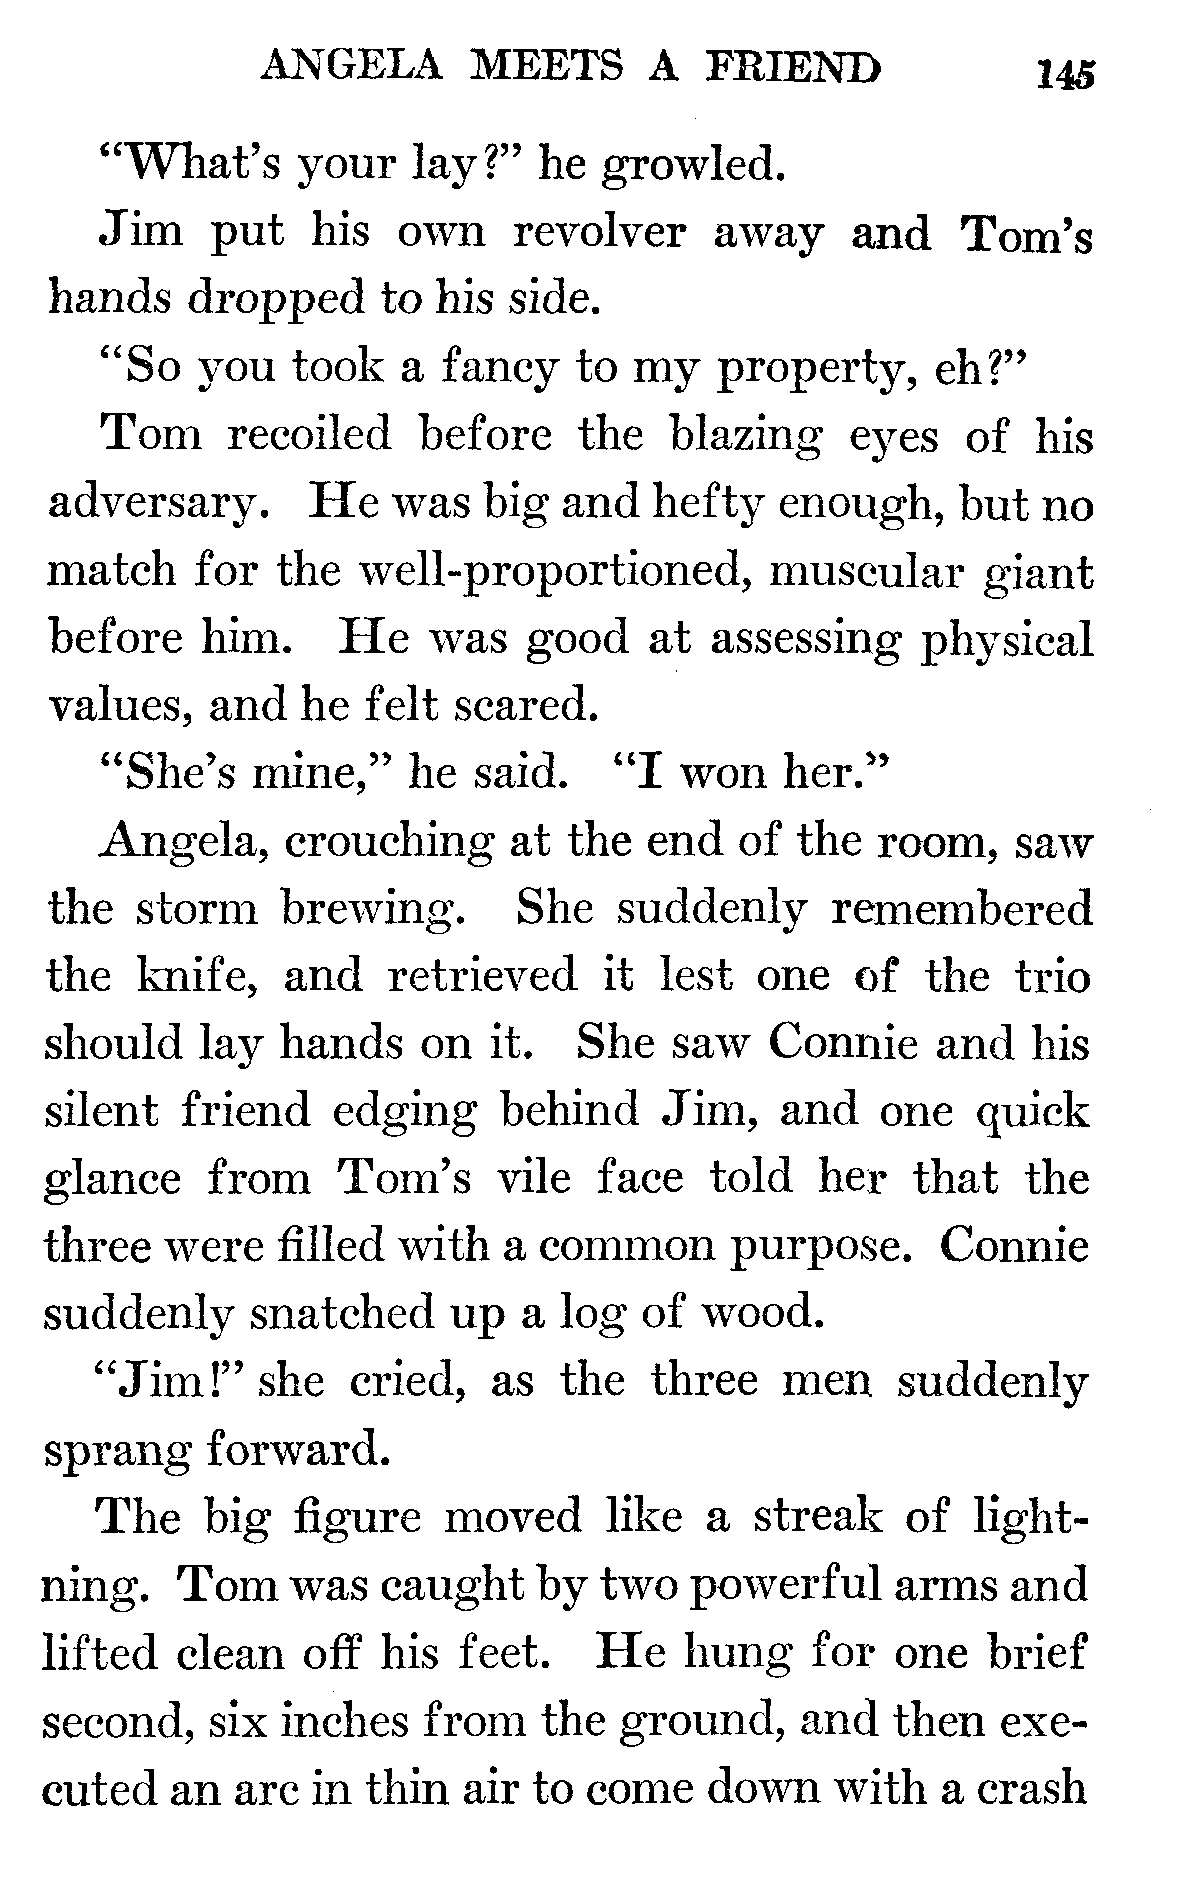 ANGELA MEETS A FRIEND 145
"What's your lay?" he growled.
Jim put his own revolver away and Tom's
hands dropped to his side.
"So you took a fancy to my property, eh?"
Tom recoiled before the blazing eyes of his
adversary. He was big and hefty enough, but no
match for the well-proportioned, muscular giant
before him. He was good at assessing physical
values, and he felt scared.
"She's mine," he said. "I won her."
Angela, crouching at the end of the room, saw
the storm brewing. She suddenly remembered
the knife, and retrieved it lest one of the trio
should lay hands on it. She saw Connie and his
silent friend edging behind Jim, and one quick
glance from Tom's vile face told her that the
three were filled with a common purpose. Connie
suddenly snatched up a log of wood.
"Jim!" she cried, as the three men suddenly
sprang forward.
The big figure moved like a streak of light-
ning. Tom was caught by two powerful arms and
lifted clean off his feet. He hung for one brief
second, six inches from the ground, and then exe-
cuted an arc in thin air to come down with a crash